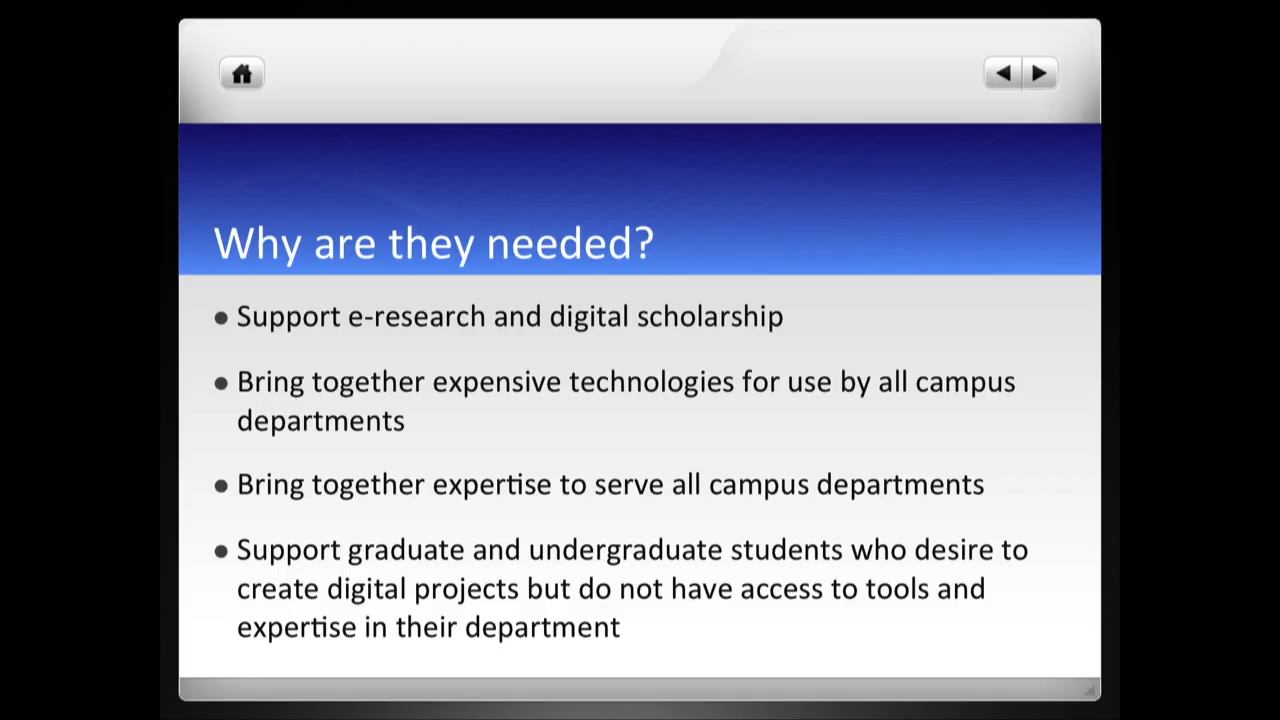 Why are they needed?
● Support e-research and digital scholarship
● Bring together expensive technologies for use by all campus
departments
● Bring together expertise to serve all campus departments
● Support graduate and undergraduate students who desire to
create digital projects but do not have access to tools and
expertise in their department